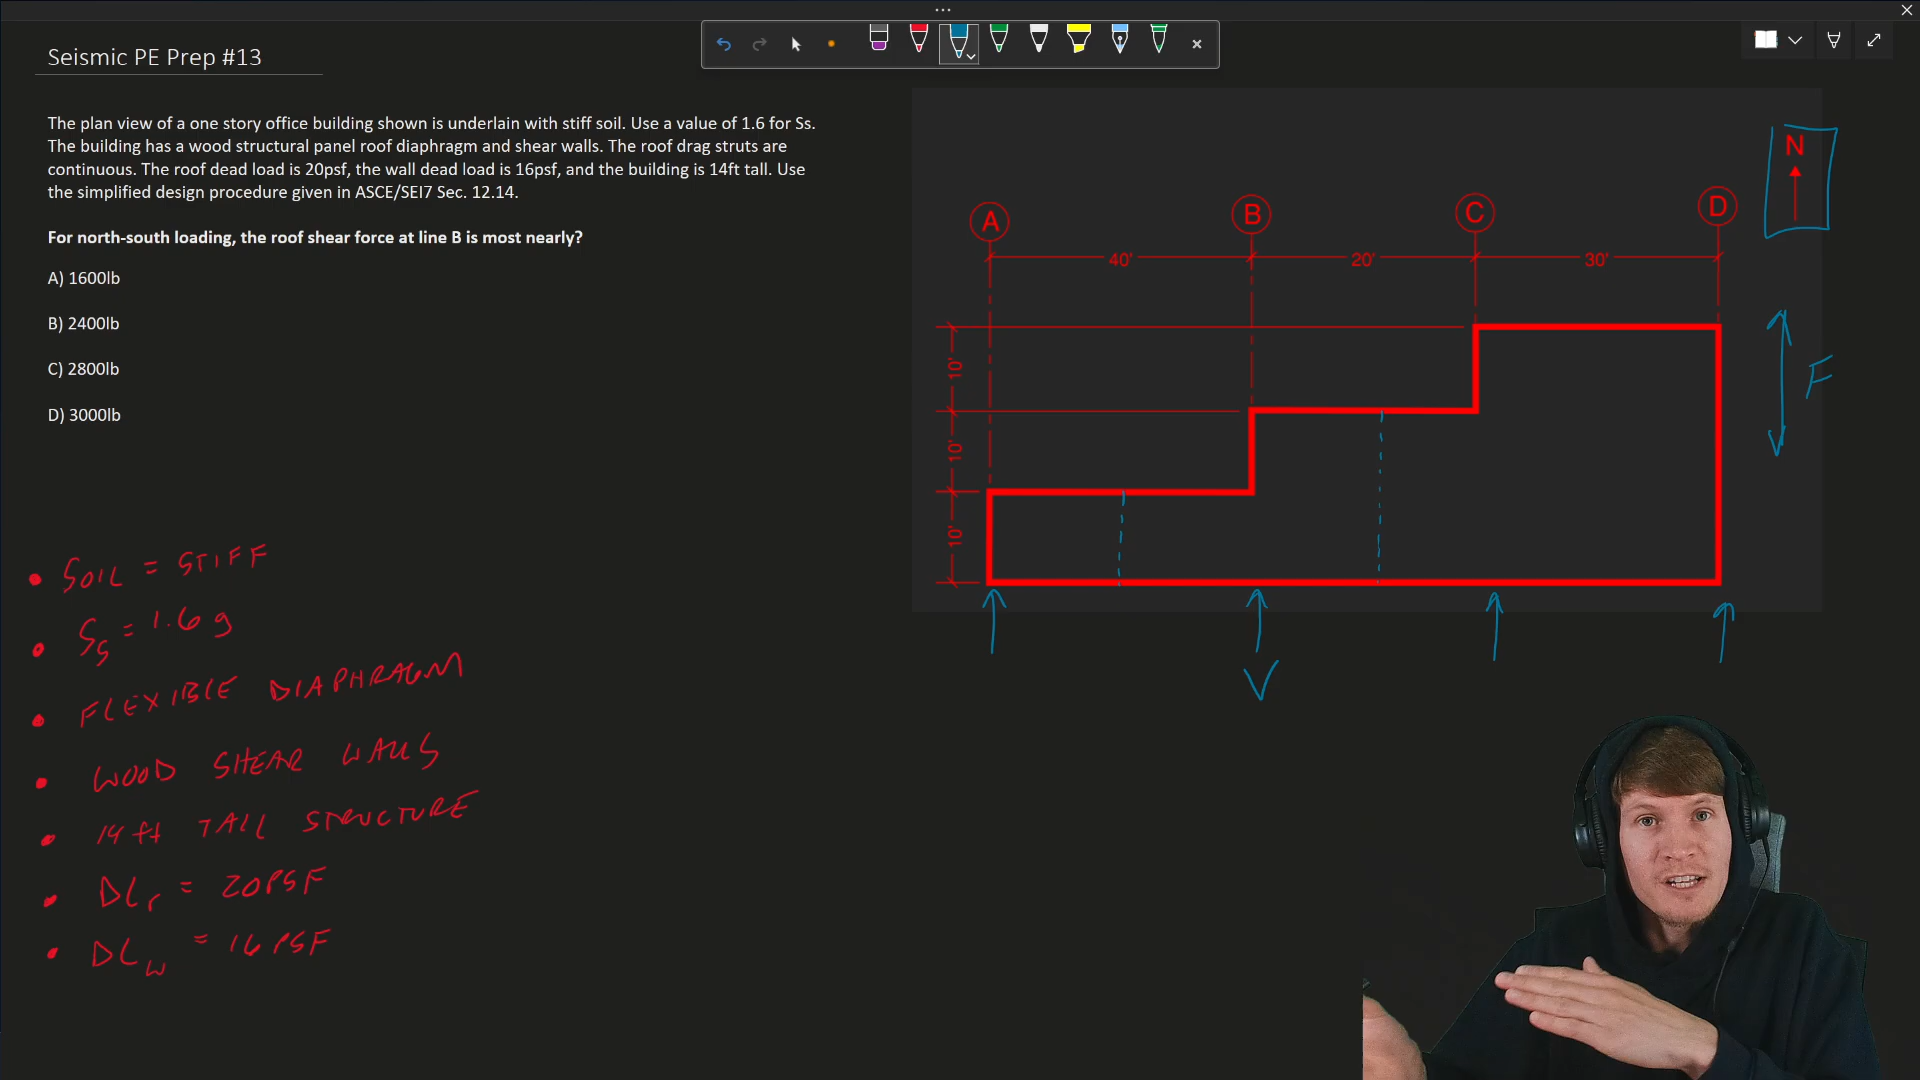 Seismic PE Prep #13
The plan view of a one story office building shown is underlain with stiff soil. Use a value of 1.6 for Ss.
The building has a wood structural panel roof diaphragm and shear walls. The roof drag struts are
continuous. The roof dead load is 20psf, the wall dead load is 16psf, and the building is 14ft tall. Use
the simplified design procedure given in ASCE/SEI7 Sec. 12.14.
For north-south loading, the roof shear force at line B is most nearly?
A) 1600lb
B) 2400lb
C) 2800lb
D) 3000lb
• SOIL = STIFF
• Ss = 1.6 g
• FLEXIBLE DIAPHRAGM
• WOOD SHEAR WALLS
• 14 ft TALL STRUCTURE
• DLr = 20PSF
• DLw = 16PSF
N
A B C D
40' 20' 30'
10'
10'
10'
F
V